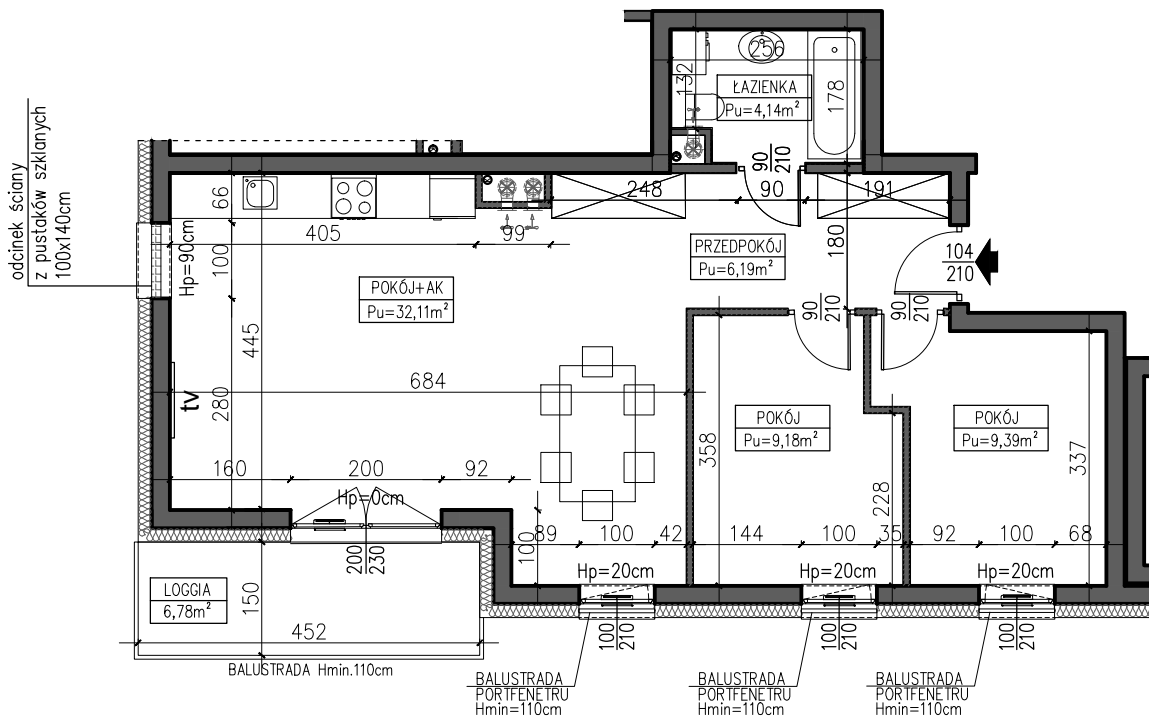 odcinek ściany
z pustaków szklanych
100x140cm
256
132
ŁAZIENKA
Pu=4,14m²
178
90
210
66
248
90
191
405
99
Hp=90cm
100
PRZEDPOKÓJ
Pu=6,19m²
180
104
210
POKÓJ+AK
Pu=32,11m²
90
210
90
210
445
684
280
tv
POKÓJ
Pu=9,18m²
POKÓJ
Pu=9,39m²
358
337
160
200
92
228
Hp=0cm
89
100
42
144
100
35
92
100
68
100
Hp=20cm
Hp=20cm
Hp=20cm
200
230
LOGGIA
6,78m²
150
452
100
210
100
210
100
210
BALUSTRADA Hmin.110cm
BALUSTRADA
PORTFENETRU
Hmin=110cm
BALUSTRADA
PORTFENETRU
Hmin=110cm
BALUSTRADA
PORTFENETRU
Hmin=110cm